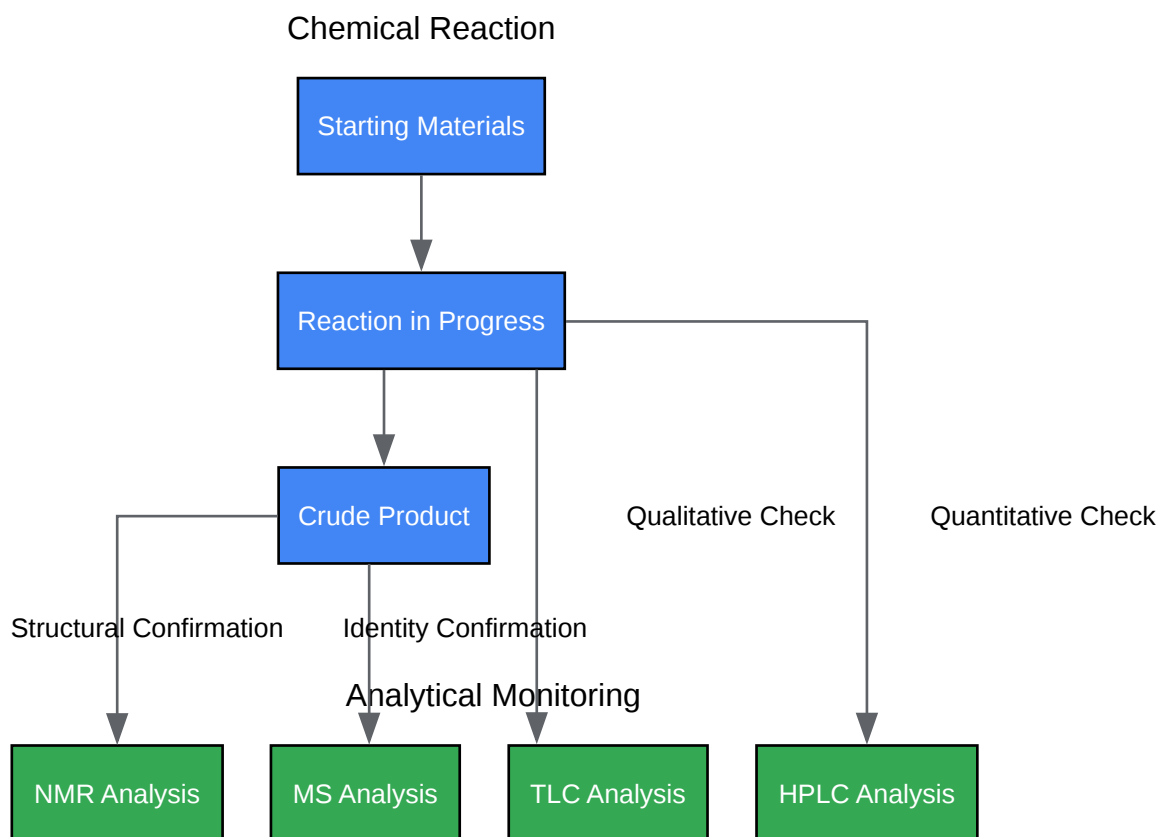 Chemical Reaction
Starting Materials
Reaction in Progress
Crude Product
Qualitative Check
Quantitative Check
Structural Confirmation
Identity Confirmation
Analytical Monitoring
NMR Analysis
MS Analysis
TLC Analysis
HPLC Analysis